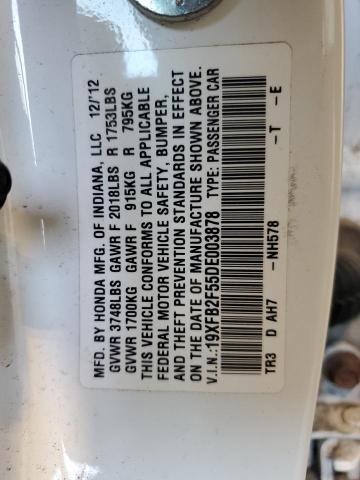 MFD. BY HONDA MFG. OF INDIANA, LLC 12/'12
GVWR 3748LBS GAWR F 2018LBS R 1753LBS
GVWR 1700KG GAWR F 915KG R 795KG
THIS VEHICLE CONFORMS TO ALL APPLICABLE
FEDERAL MOTOR VEHICLE SAFETY, BUMPER,
AND THEFT PREVENTION STANDARDS IN EFFECT
ON THE DATE OF MANUFACTURE SHOWN ABOVE.
V.I.N.:19XFB2F55DE003878 TYPE: PASSENGER CAR
TR3 D AH7 -NH578 -T -E